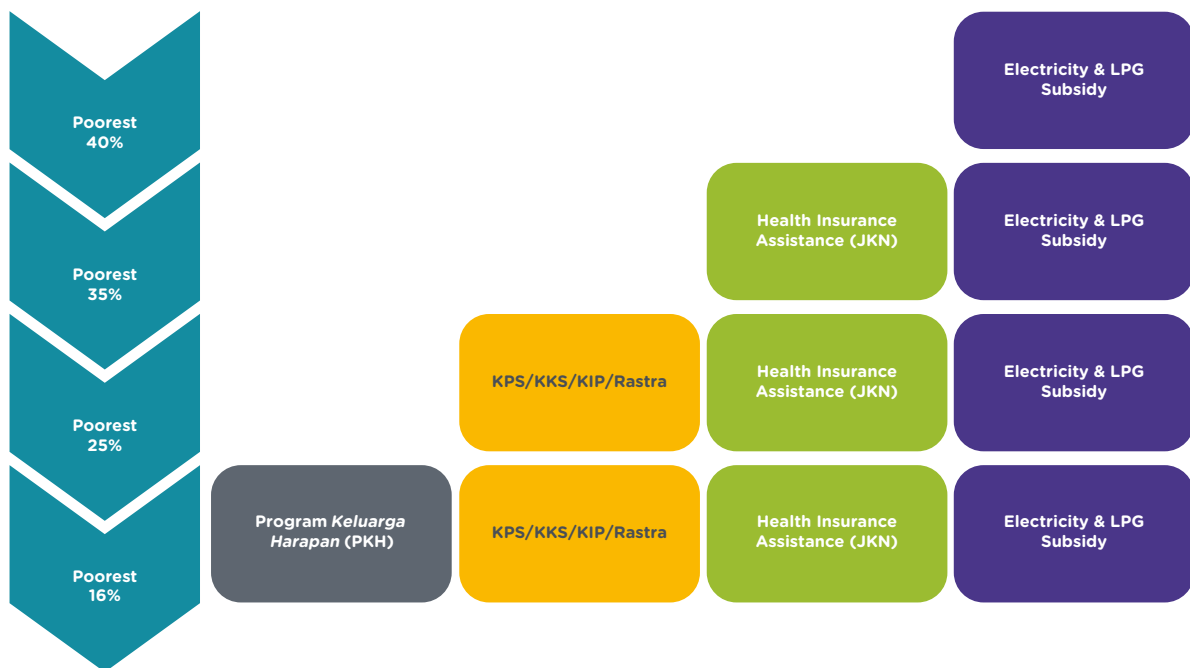 Electricity & LPG
Subsidy
Poorest
40%
Health Insurance
Assistance (JKN)
Electricity & LPG
Subsidy
Poorest
35%
KPS/KKS/KIP/Rastra
Health Insurance
Assistance (JKN)
Electricity & LPG
Subsidy
Poorest
25%
Program Keluarga
Harapan (PKH)
KPS/KKS/KIP/Rastra
Health Insurance
Assistance (JKN)
Electricity & LPG
Subsidy
Poorest
16%